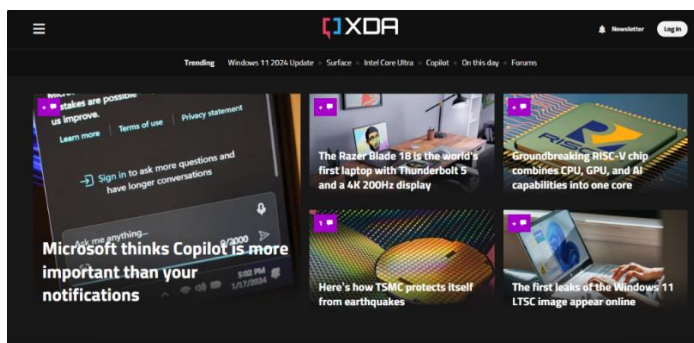 XDA
Newsletter
Log in
Trending
Windows 11 2024 Update
Surface
Intel Core Ultra
Copilot
On this day
Forums
stakes are possible
us improve.
Learn more
Terms of use
Privacy statement
Sign in to ask more questions and
have longer conversations
Ask me anything...
0/2000
5:02 PM
1/17/2024
Microsoft thinks Copilot is more
important than your
notifications
+
The Razer Blade 18 is the world's
first laptop with Thunderbolt 5
and a 4K 200Hz display
+
RISC
Groundbreaking RISC-V chip
combines CPU, GPU, and AI
capabilities into one core
1
Here's how TSMC protects itself
from earthquakes
+
The first leaks of the Windows 11
LTSC image appear online